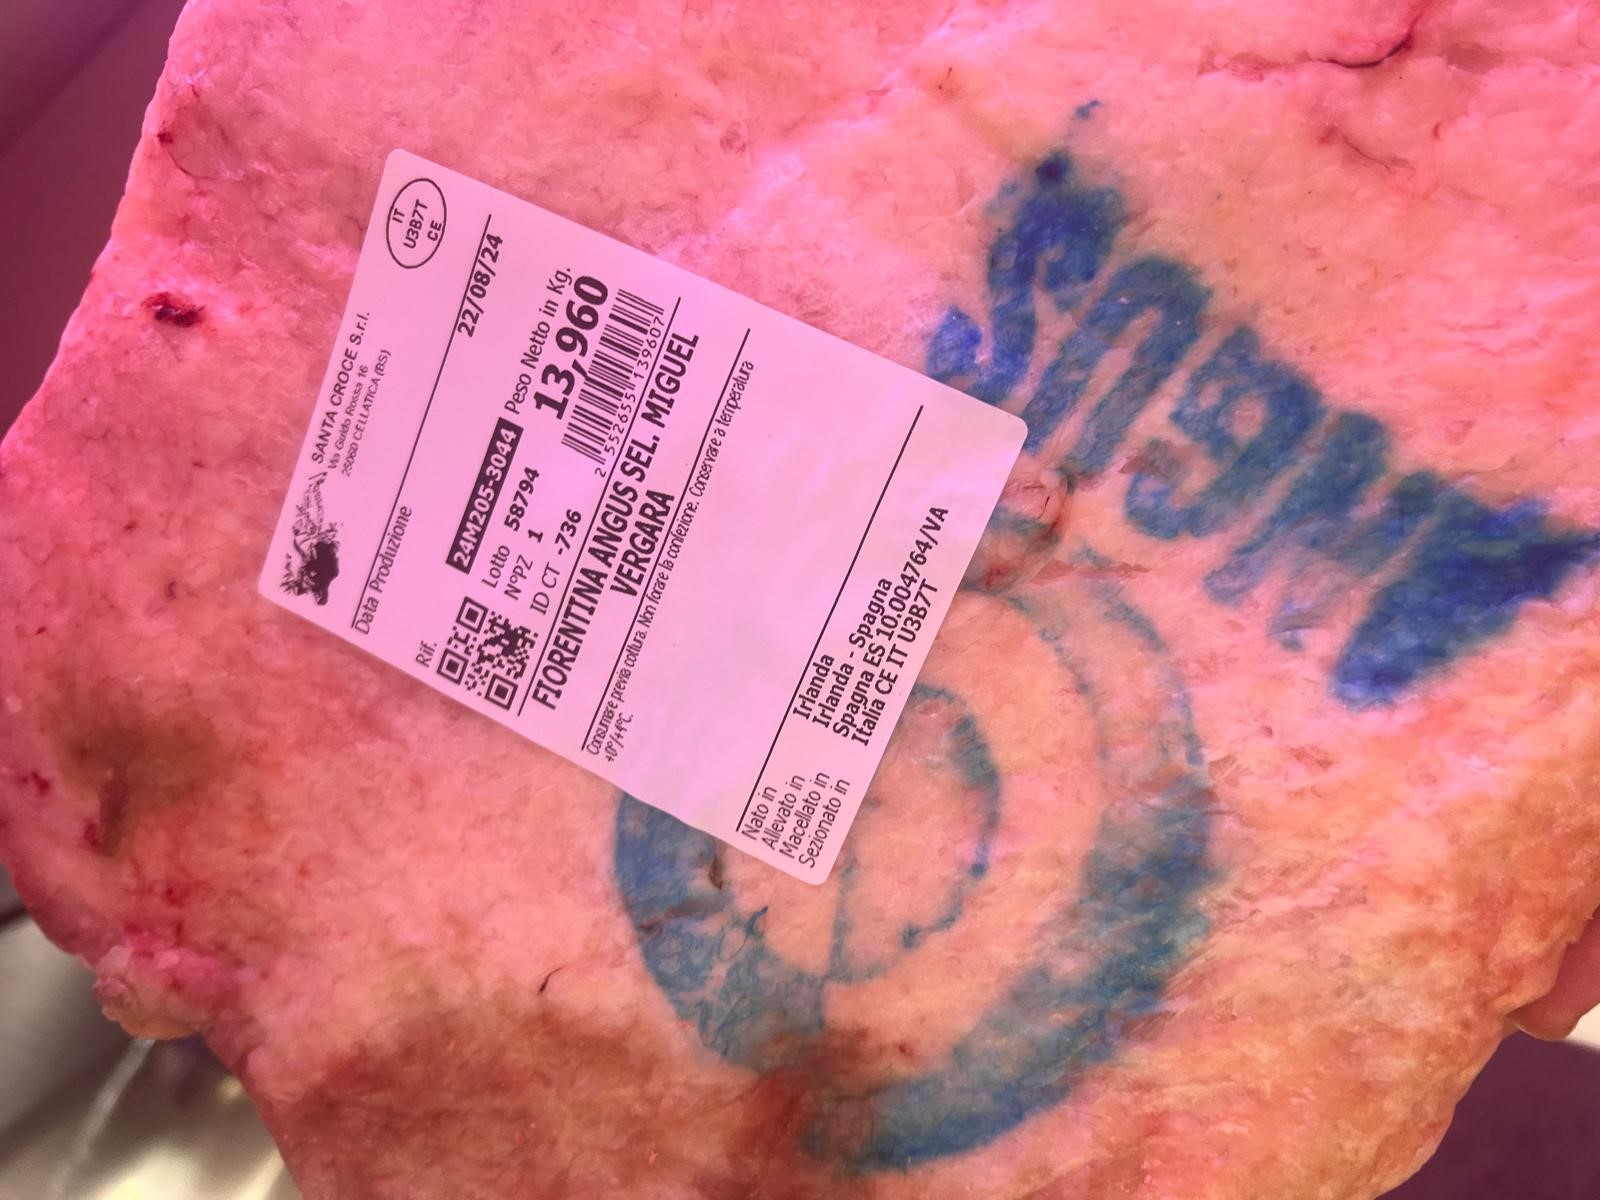 SANTA CROCE S.r.l.
Via Guido Rossa 16
25060 CELLATICA (BS)
IT
U3B7T
CE
Data Produzione 22/08/24
Rif. 24M205-3044 Peso Netto in Kg.
Lotto 58794 13,960
N°PZ 1
ID CT -736
2 552655 139607
FIORENTINA ANGUS SEL. MIGUEL
VERGARA
Consumare previa cottura. Non forare la confezione. Conservare a temperatura
+0°/+4°C.
Nato in Irlanda
Allevato in Irlanda - Spagna
Macellato in Spagna ES 10.004764/VA
Sezionato in Italia CE IT U3B7T